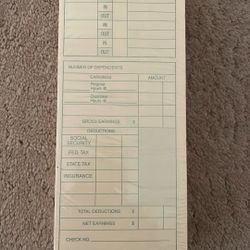 IN
OUT
IN
OUT
IN
OUT
NUMBER OF DEPENDENTS
EARNINGS AMOUNT
Regular
Hours @
Overtime
Hours @
GROSS EARNINGS $
DEDUCTIONS
SOCIAL
SECURITY
FED. TAX
STATE TAX
INSURANCE
TOTAL DEDUCTIONS $
NET EARNINGS $
CHECK NO.